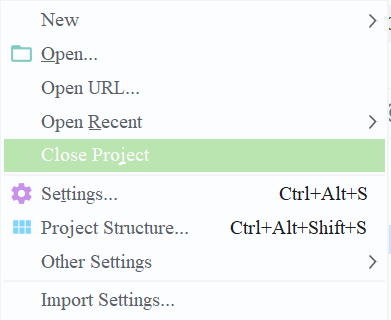 New
Open...
Open URL...
Open Recent
Close Project
Settings... Ctrl+Alt+S
Project Structure... Ctrl+Alt+Shift+S
Other Settings
Import Settings...